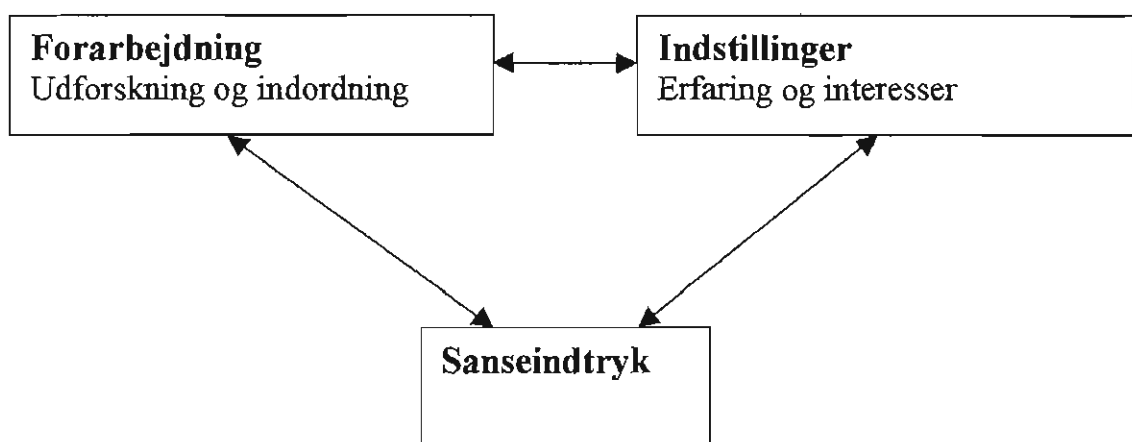 Forarbejdning
Udforskning og indordning
Indstillinger
Erfaring og interesser
Sanseindtryk